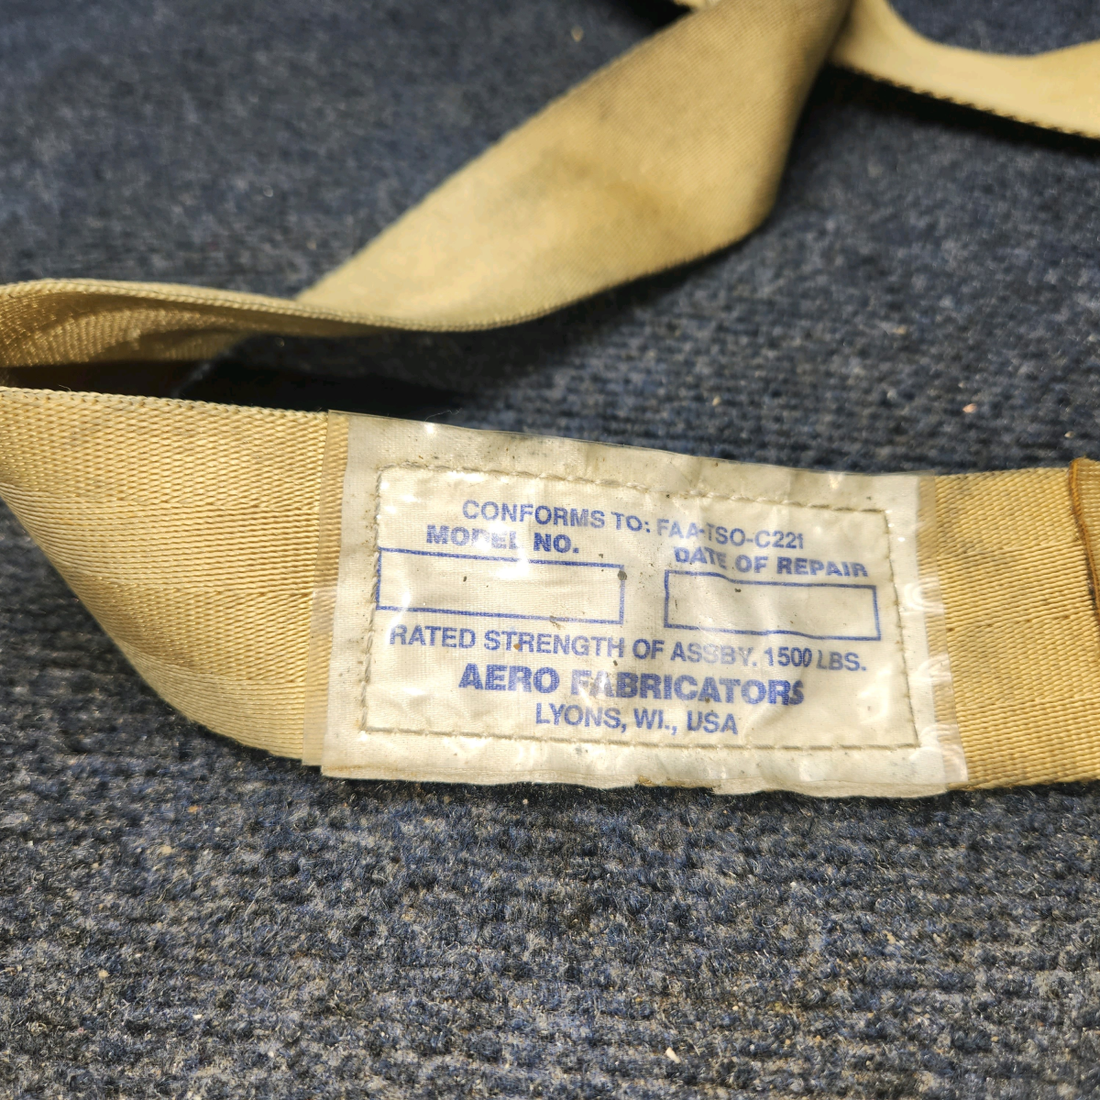 CONFORMS TO: FAA-TSO-C221
MODEL NO.
DATE OF REPAIR
RATED STRENGTH OF ASSBY. 1500 LBS.
AERO FABRICATORS
LYONS, WI., USA